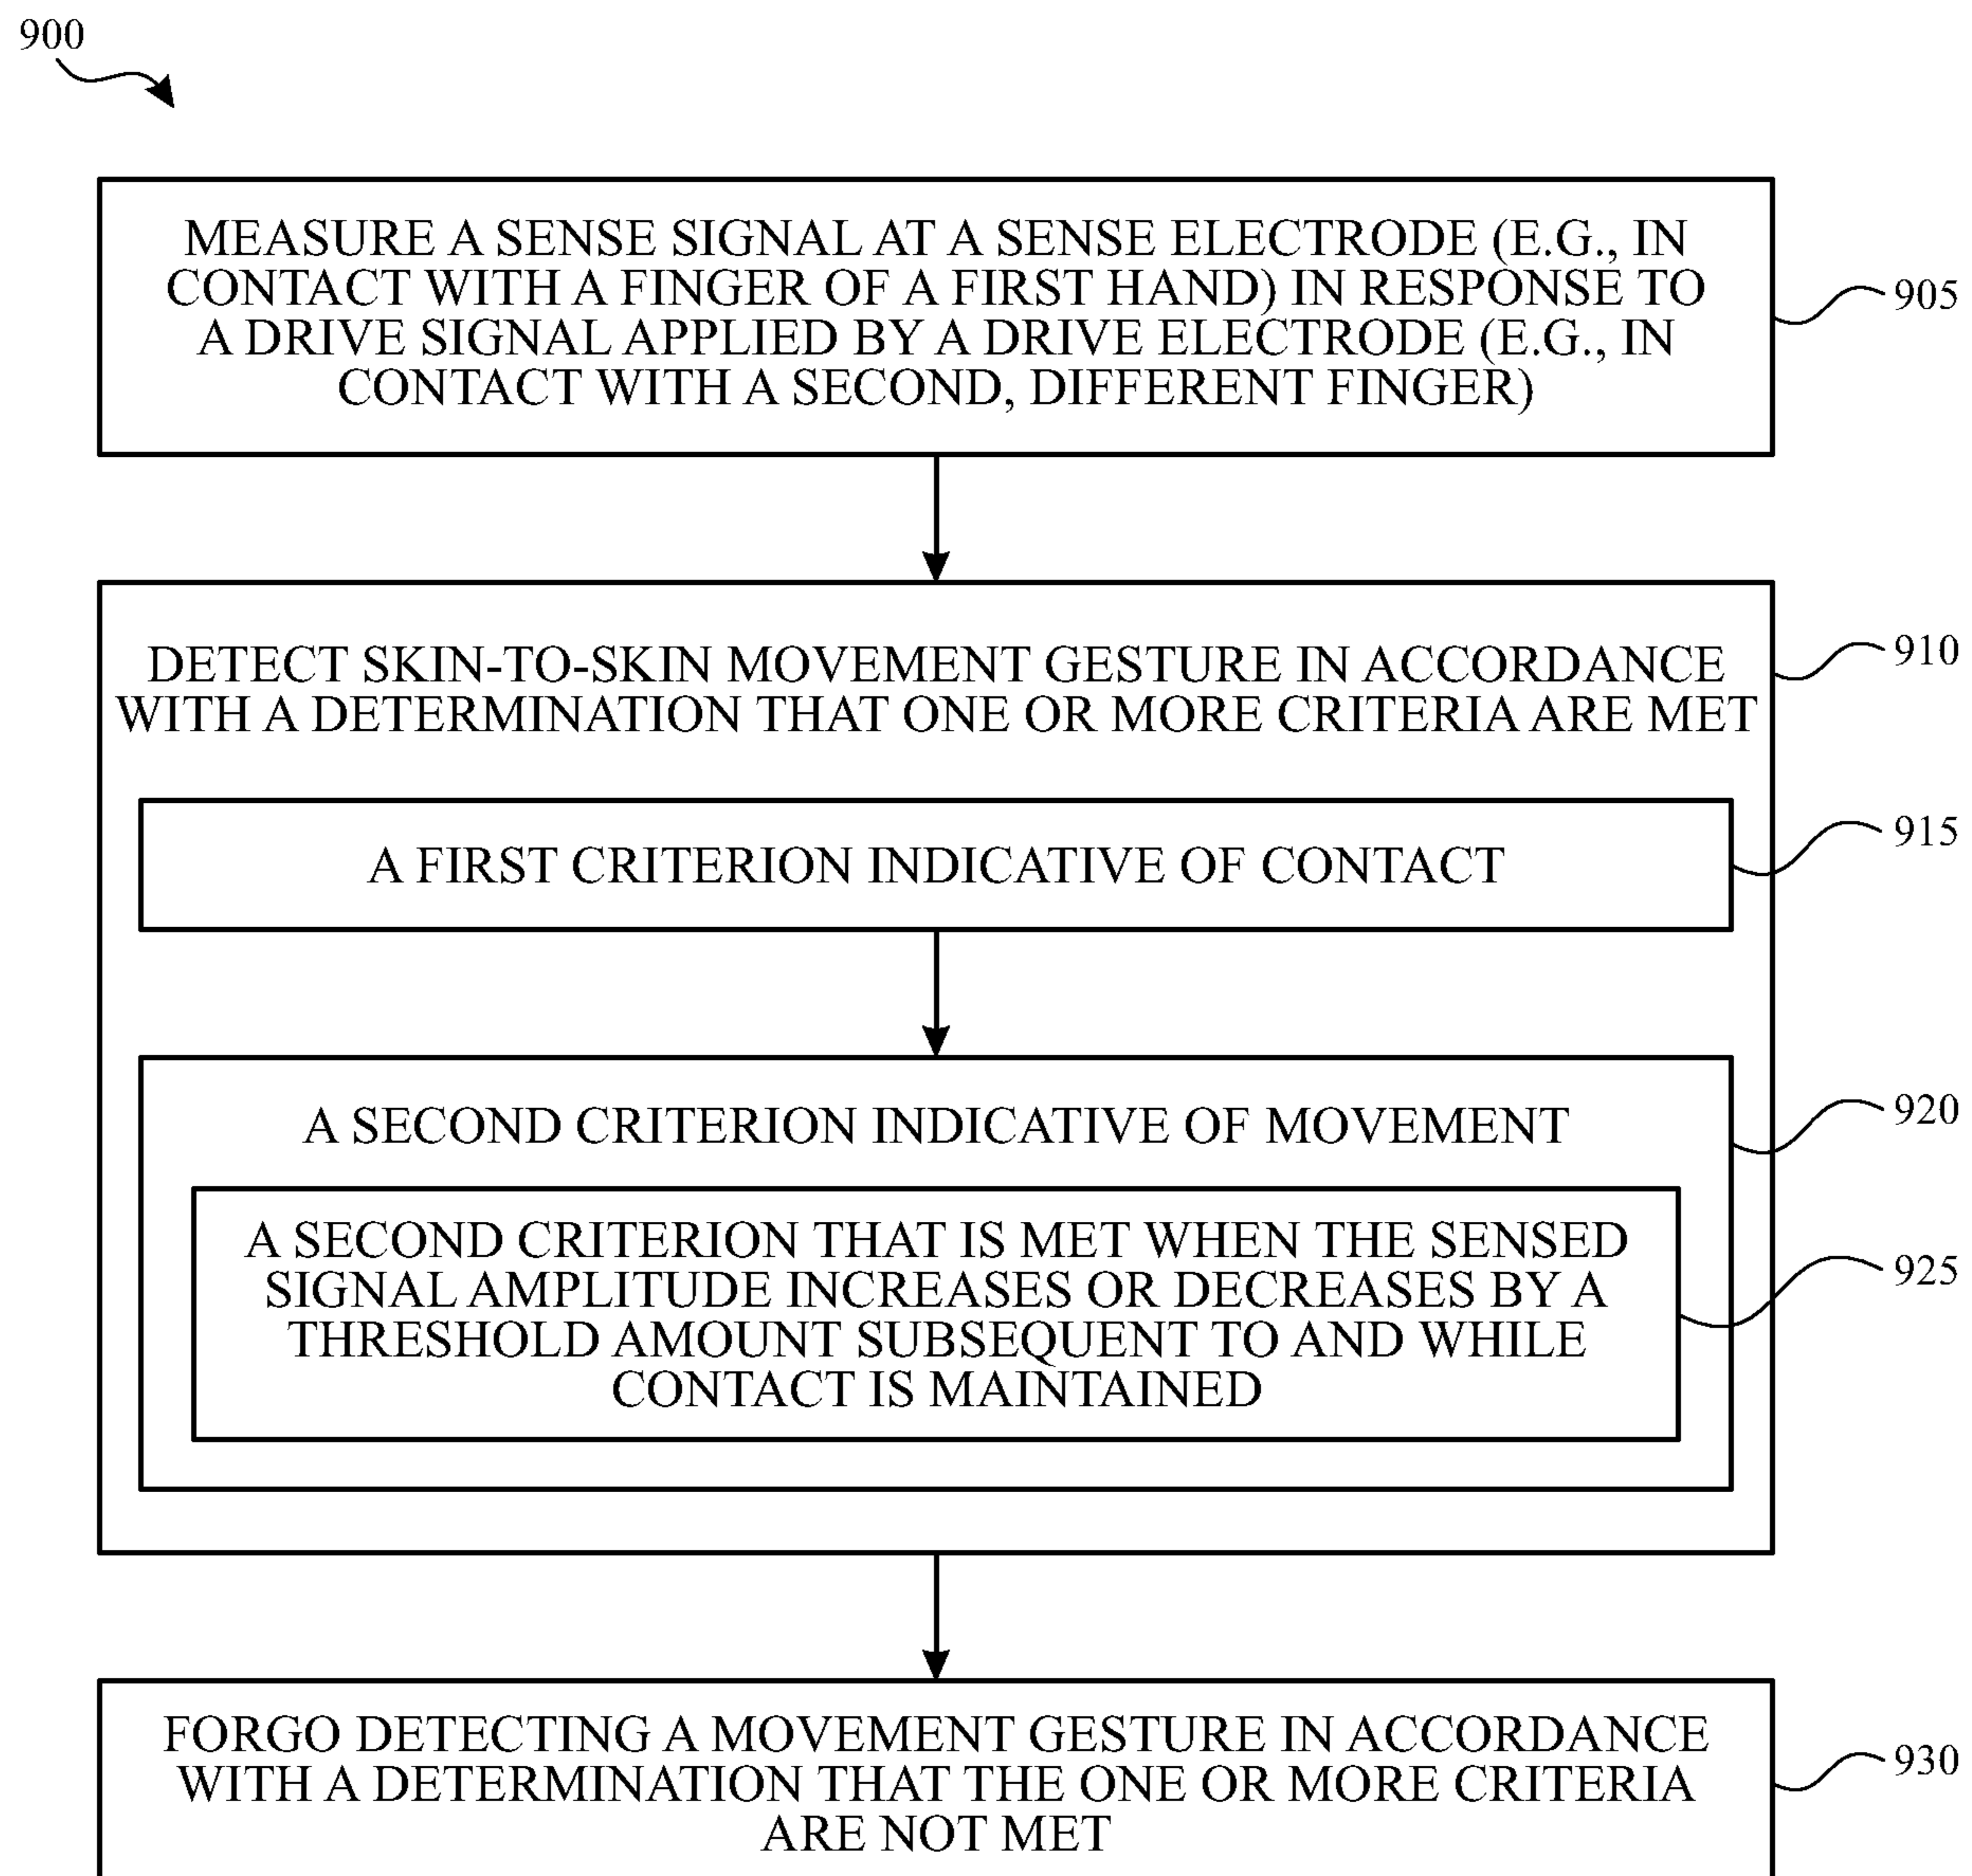 900
MEASURE A SENSE SIGNAL AT A SENSE ELECTRODE (E.G., IN
CONTACT WITH A FINGER OF A FIRST HAND) IN RESPONSE TO
A DRIVE SIGNAL APPLIED BY A DRIVE ELECTRODE (E.G., IN
CONTACT WITH A SECOND, DIFFERENT FINGER)
905
DETECT SKIN-TO-SKIN MOVEMENT GESTURE IN ACCORDANCE
WITH A DETERMINATION THAT ONE OR MORE CRITERIA ARE MET
910
A FIRST CRITERION INDICATIVE OF CONTACT
915
A SECOND CRITERION INDICATIVE OF MOVEMENT
920
A SECOND CRITERION THAT IS MET WHEN THE SENSED
SIGNAL AMPLITUDE INCREASES OR DECREASES BY A
THRESHOLD AMOUNT SUBSEQUENT TO AND WHILE
CONTACT IS MAINTAINED
925
FORGO DETECTING A MOVEMENT GESTURE IN ACCORDANCE
WITH A DETERMINATION THAT THE ONE OR MORE CRITERIA
ARE NOT MET
930